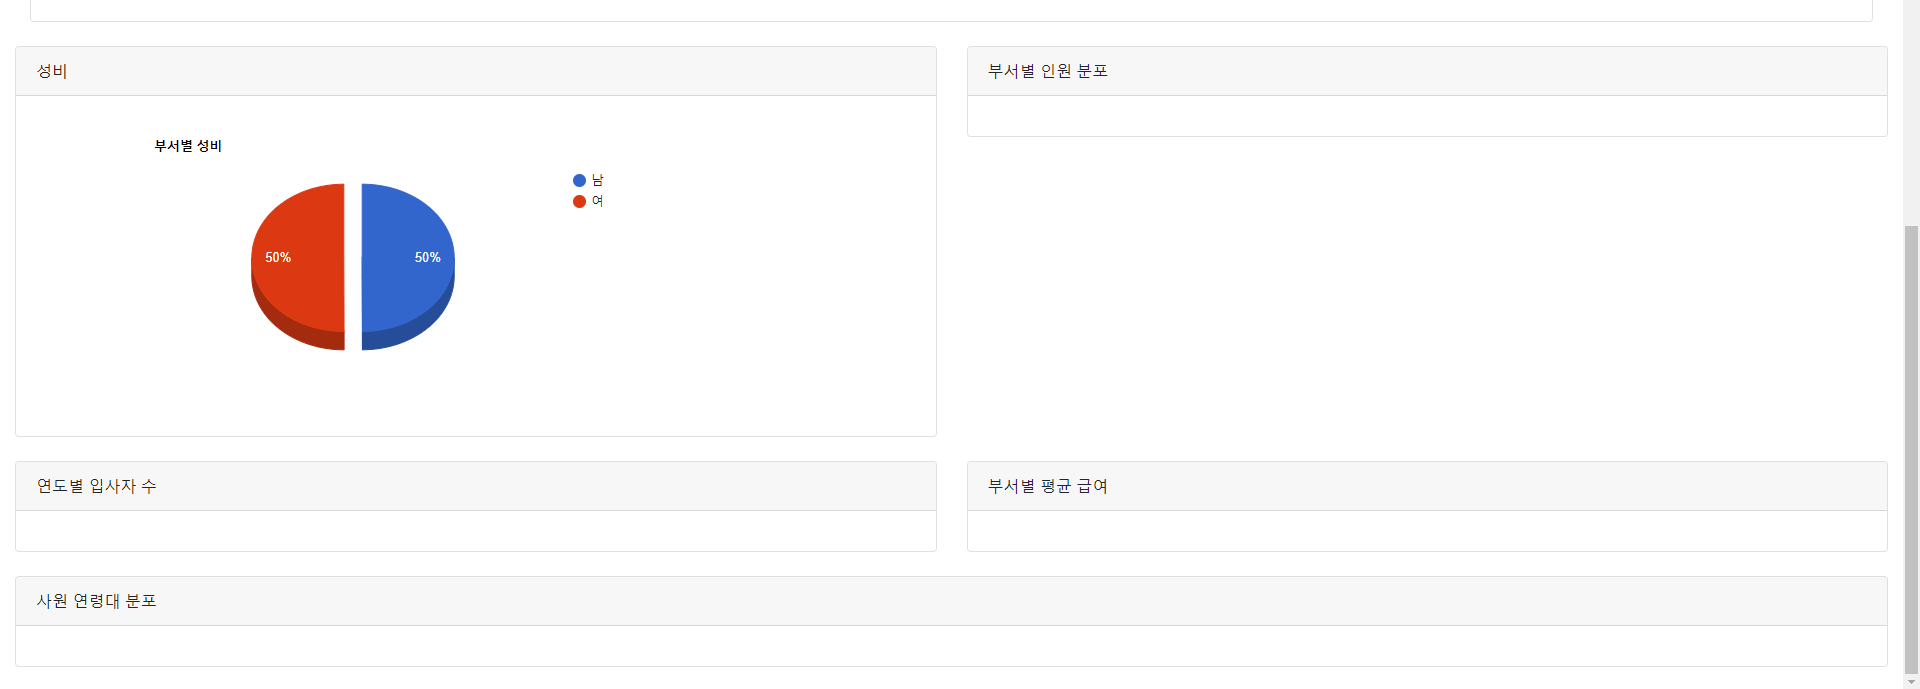 성비
부서별 인원 분포
부서별 성비
남
여
50%
50%
연도별 입사자 수
부서별 평균 급여
사원 연령대 분포